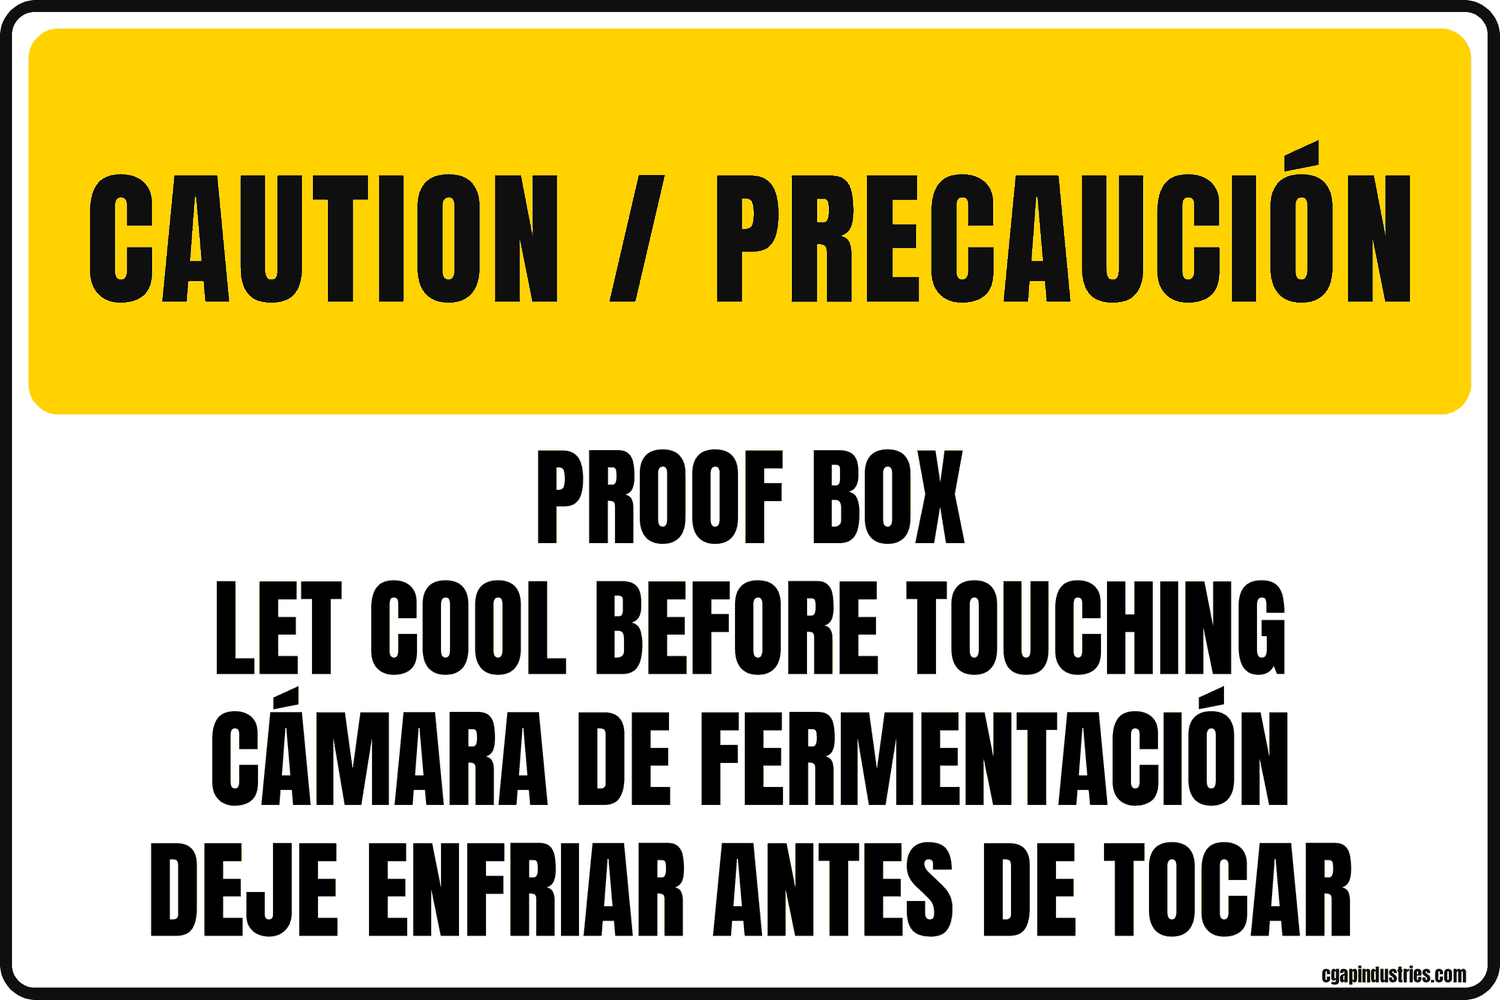 CAUTION / PRECAUCIÓN
PROOF BOX
LET COOL BEFORE TOUCHING
CÁMARA DE FERMENTACIÓN
DEJE ENFRIAR ANTES DE TOCAR
cgapindustries.com